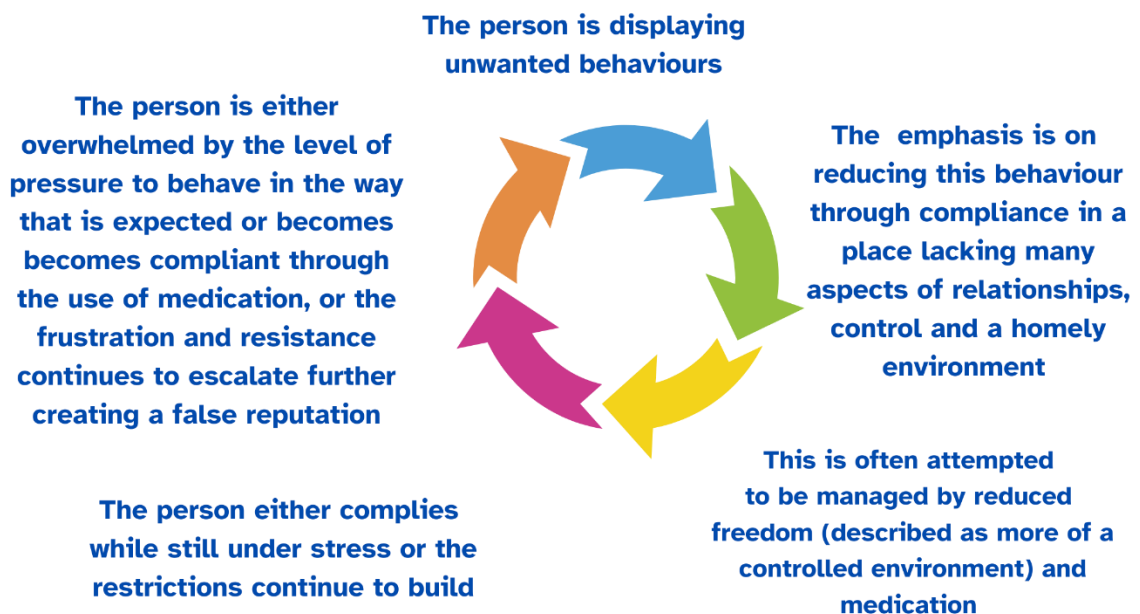 The person is displaying
unwanted behaviours
The emphasis is on
reducing this behaviour
through compliance in a
place lacking many
aspects of relationships,
control and a homely
environment
This is often attempted
to be managed by reduced
freedom (described as more of a
controlled environment) and
medication
The person either complies
while still under stress or the
restrictions continue to build
The person is either
overwhelmed by the level of
pressure to behave in the way
that is expected or becomes
becomes compliant through
the use of medication, or the
frustration and resistance
continues to escalate further
creating a false reputation